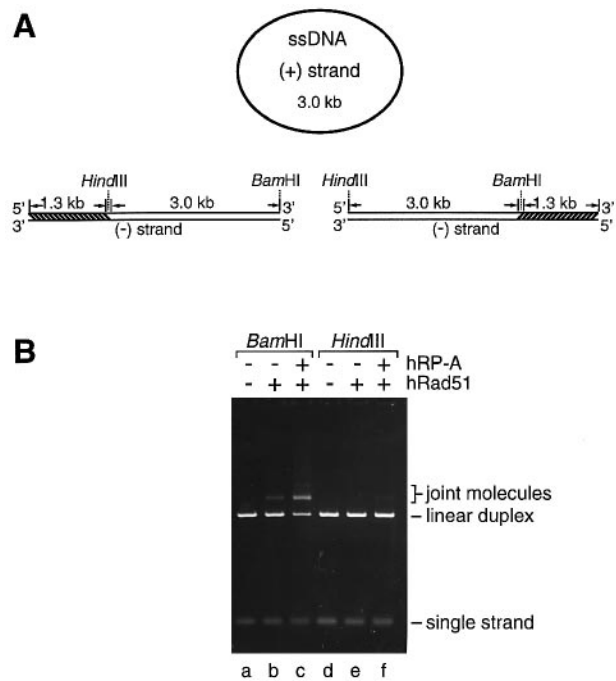 A
ssDNA
(+) strand
3.0 kb
HindIII BamHI HindIII BamHI
5' 1.3 kb 3.0 kb 3' 5' 3.0 kb 1.3 kb 3'
3' (-) strand 5' 3' (-) strand 5'
B
BamHI HindIII
- - + - - + hRP-A
- + + - + + hRad51
joint molecules
linear duplex
single strand
a b c d e f